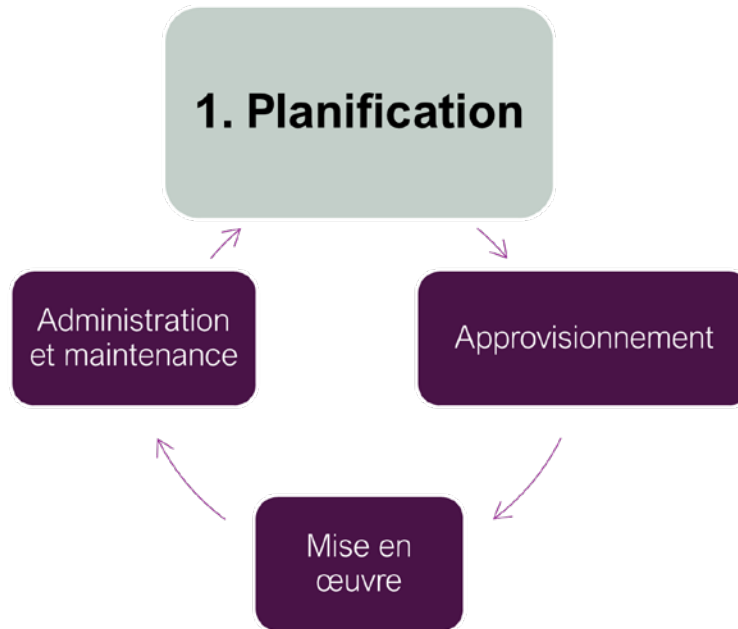 1. Planification
Approvisionnement
Mise en
œuvre
Administration
et maintenance